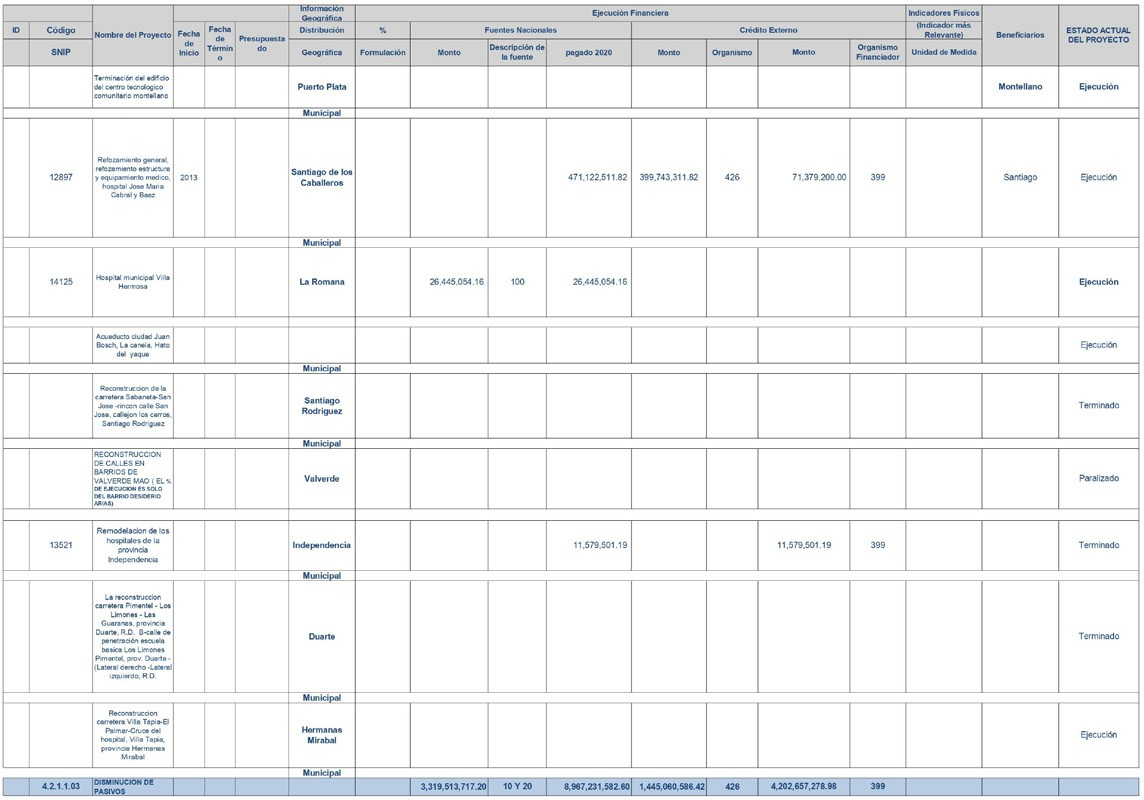 Información
Geográfica
Ejecución Financiera
Indicadores Físicos
ID
Código
Nombre del Proyecto
Fecha
de
Inicio
Fecha
de
Términ
o
Presupuesta
do
Distribución
%
Fuentes Nacionales
Crédito Externo
(Indicador más
Relevante)
Beneficiarios
ESTADO ACTUAL
DEL PROYECTO
SNIP
Geográfica
Formulación
Monto
Descripción de
la fuente
pagado 2020
Monto
Organismo
Monto
Organismo
Financiador
Unidad de Medida
Terminación del edificio
del centro tecnologico
comunitario montellano
Puerto Plata
Montellano
Ejecución
Municipal
12897
Refozamiento general,
refozamiento estructura
y equipamiento medico,
hospital Jose Maria
Cabral y Baez
2013
Santiago de los
Caballeros
471,122,511.82
399,743,311.82
426
71,379,200.00
399
Santiago
Ejecución
Municipal
14125
Hospital municipal Villa
Hermosa
La Romana
26,445,054.16
100
26,445,054.16
Ejecución
Acueducto ciudad Juan
Bosch, La canela, Hato
del yaque
Ejecución
Municipal
Reconstruccion de la
carretera Sabaneta-San
Jose -rincon calle San
Jose, callejon los cerros,
Santiago Rodriguez
Santiago
Rodríguez
Terminado
Municipal
RECONSTRUCCION
DE CALLES EN
BARRIOS DE
VALVERDE MAO ( EL %
DE EJECUCION ES SOLO
DEL BARRIO DESIDERIO
ARIAS)
Valverde
Paralizado
13521
Remodelacion de los
hospitales de la
provincia
Independencia
Independencia
11,579,501.19
11,579,501.19
399
Terminado
Municipal
La reconstruccion
carretera Pimentel - Los
Limones - Las
Guaranas, provincia
Duarte, R.D. B-calle de
penetración escuela
basica Los Limones
Pimentel, prov. Duarte -
(Lateral derecho -Lateral
izquierdo, R.D.
Duarte
Terminado
Municipal
Reconstruccion
carretera Villa Tapia-El
Palmar-Cruce del
hospital, Villa Tapia,
provincia Hermanas
Mirabal
Hermanas
Mirabal
Ejecución
Municipal
4.2.1.1.03
DISMINUCION DE
PASIVOS
3,319,513,717.20
10 Y 20
8,967,231,582.60
1,445,060,586.42
426
4,202,657,278.98
399